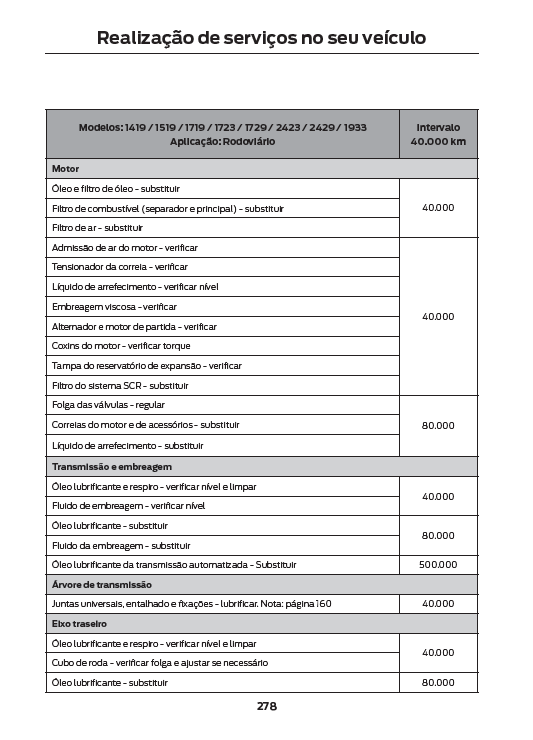 Realização de serviços no seu veículo
Modelos: 1419 / 1519 / 1719 / 1723 / 1729 / 2423 / 2429 / 1933
Aplicação: Rodoviário
Intervalo
40.000 km
Motor
Óleo e filtro de óleo - substituir
Filtro de combustível (separador e principal) - substituir
40.000
Filtro de ar - substituir
Admissão de ar do motor - verificar
Tensionador da correia - verificar
Líquido de arrefecimento - verificar nível
Embreagem viscosa - verificar
40.000
Alternador e motor de partida - verificar
Coxins do motor - verificar torque
Tampa do reservatório de expansão - verificar
Filtro do sistema SCR - substituir
Folga das válvulas - regular
Correias do motor e de acessórios - substituir
80.000
Líquido de arrefecimento - substituir
Transmissão e embreagem
Óleo lubrificante e respiro - verificar nível e limpar
40.000
Fluido de embreagem - verificar nível
Óleo lubrificante - substituir
80.000
Fluido da embreagem - substituir
Óleo lubrificante da transmissão automatizada - Substituir
500.000
Árvore de transmissão
Juntas universais, entalhado e fixações - lubrificar. Nota: página 160
40.000
Eixo traseiro
Óleo lubrificante e respiro - verificar nível e limpar
40.000
Cubo de roda - verificar folga e ajustar se necessário
Óleo lubrificante - substituir
80.000
278